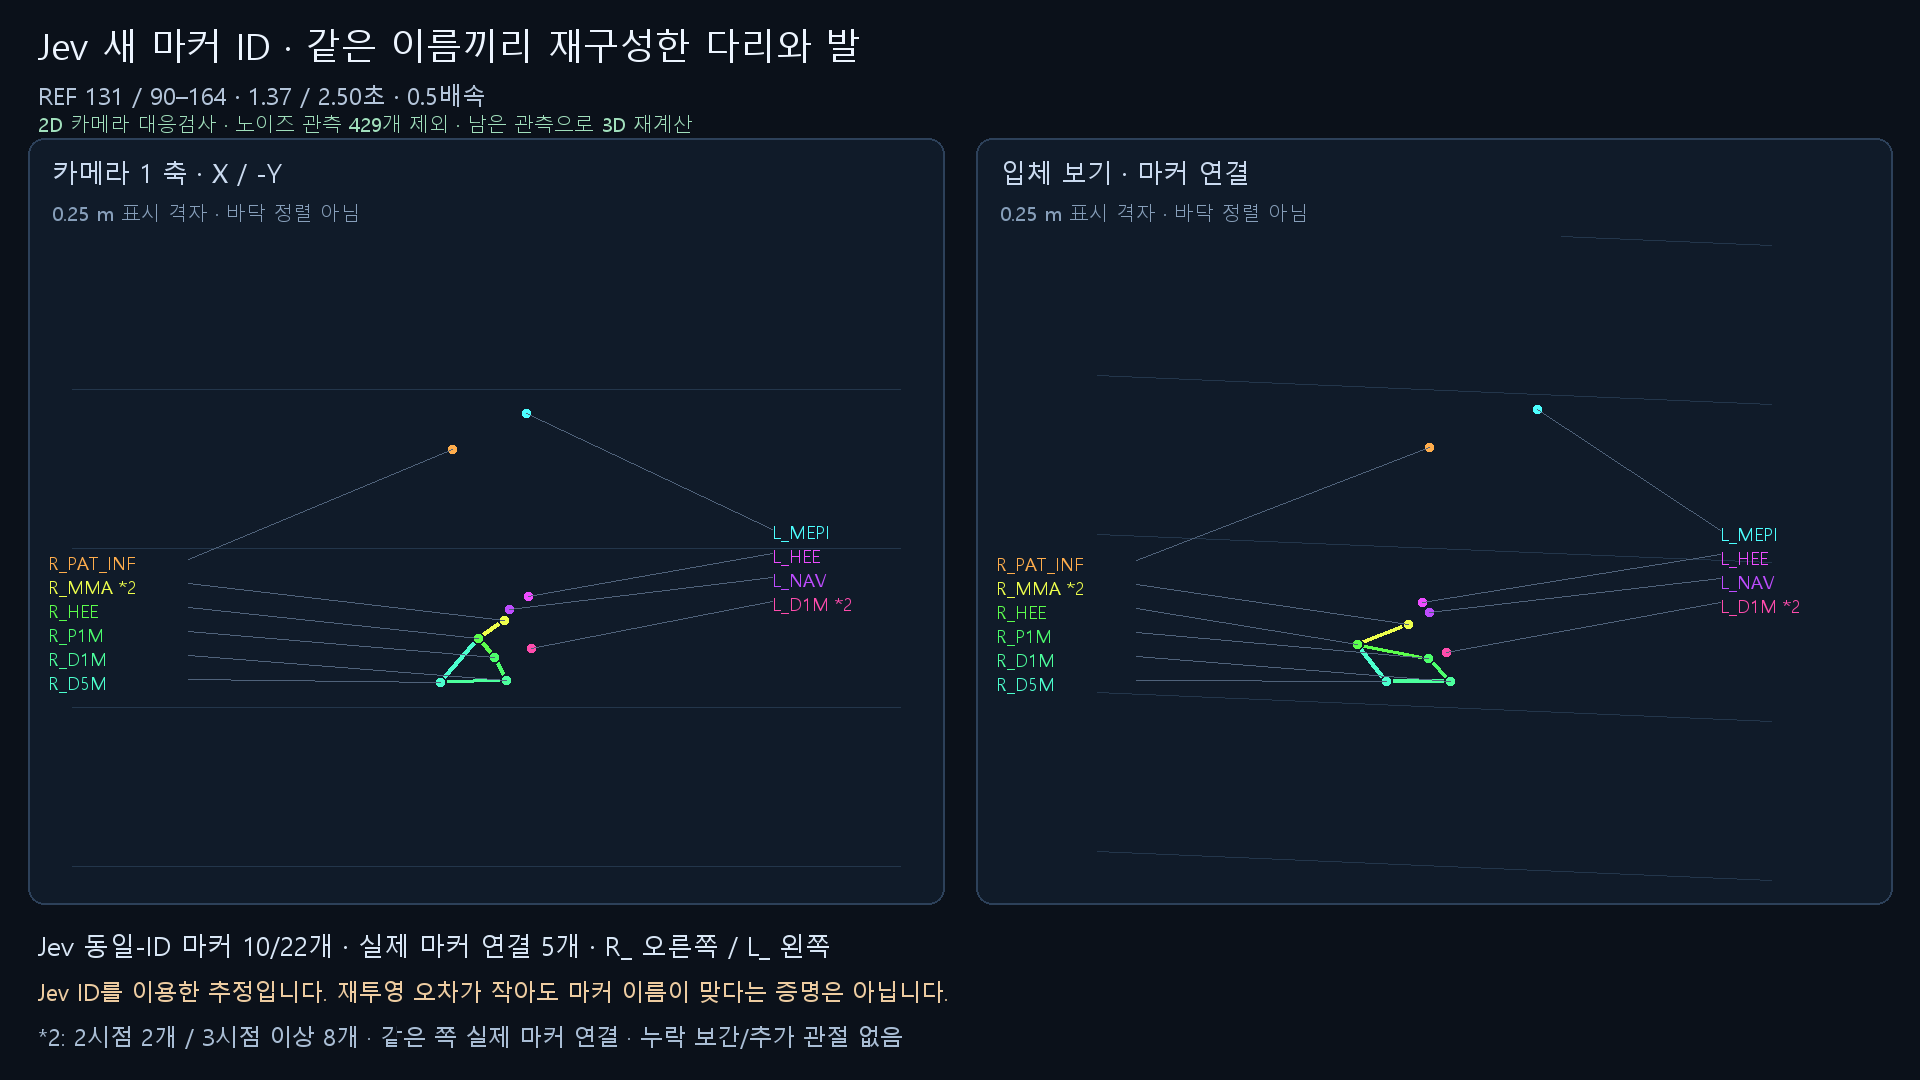 Jev 새 마커 ID · 같은 이름끼리 재구성한 다리와 발
REF 131 / 90–164 · 1.37 / 2.50초 · 0.5배속
2D 카메라 대응검사 · 노이즈 관측 429개 제외 · 남은 관측으로 3D 재계산
카메라 1 축 · X / -Y
0.25 m 표시 격자 · 바닥 정렬 아님
R_PAT_INF
R_MMA *2
R_HEE
R_P1M
R_D1M
R_D5M
L_MEPI
L_HEE
L_NAV
L_D1M *2
입체 보기 · 마커 연결
0.25 m 표시 격자 · 바닥 정렬 아님
R_PAT_INF
R_MMA *2
R_HEE
R_P1M
R_D1M
R_D5M
L_MEPI
L_HEE
L_NAV
L_D1M *2
Jev 동일-ID 마커 10/22개 · 실제 마커 연결 5개 · R_ 오른쪽 / L_ 왼쪽
Jev ID를 이용한 추정입니다. 재투영 오차가 작아도 마커 이름이 맞다는 증명은 아닙니다.
*2: 2시점 2개 / 3시점 이상 8개 · 같은 쪽 실제 마커 연결 · 누락 보간/추가 관절 없음